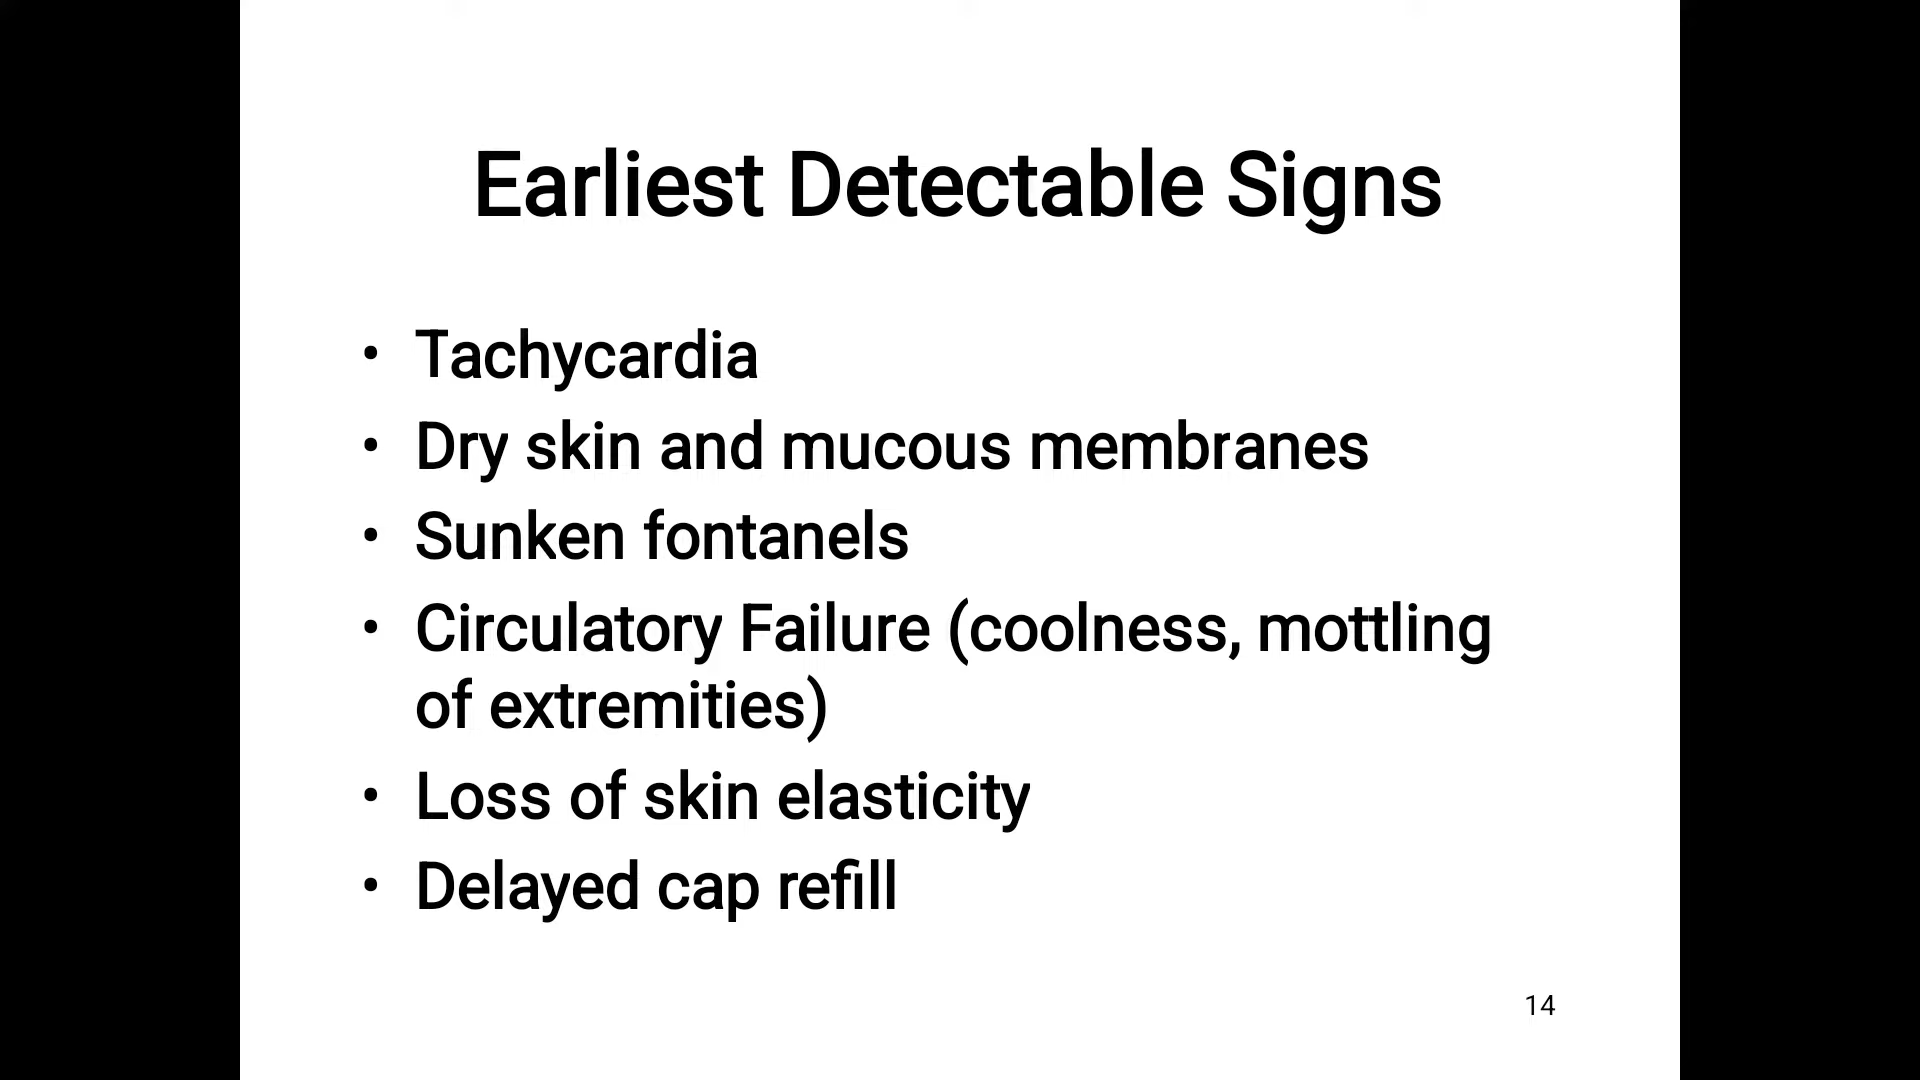 Earliest Detectable Signs
• Tachycardia
• Dry skin and mucous membranes
• Sunken fontanels
• Circulatory Failure (coolness, mottling
of extremities)
• Loss of skin elasticity
• Delayed cap refill
14